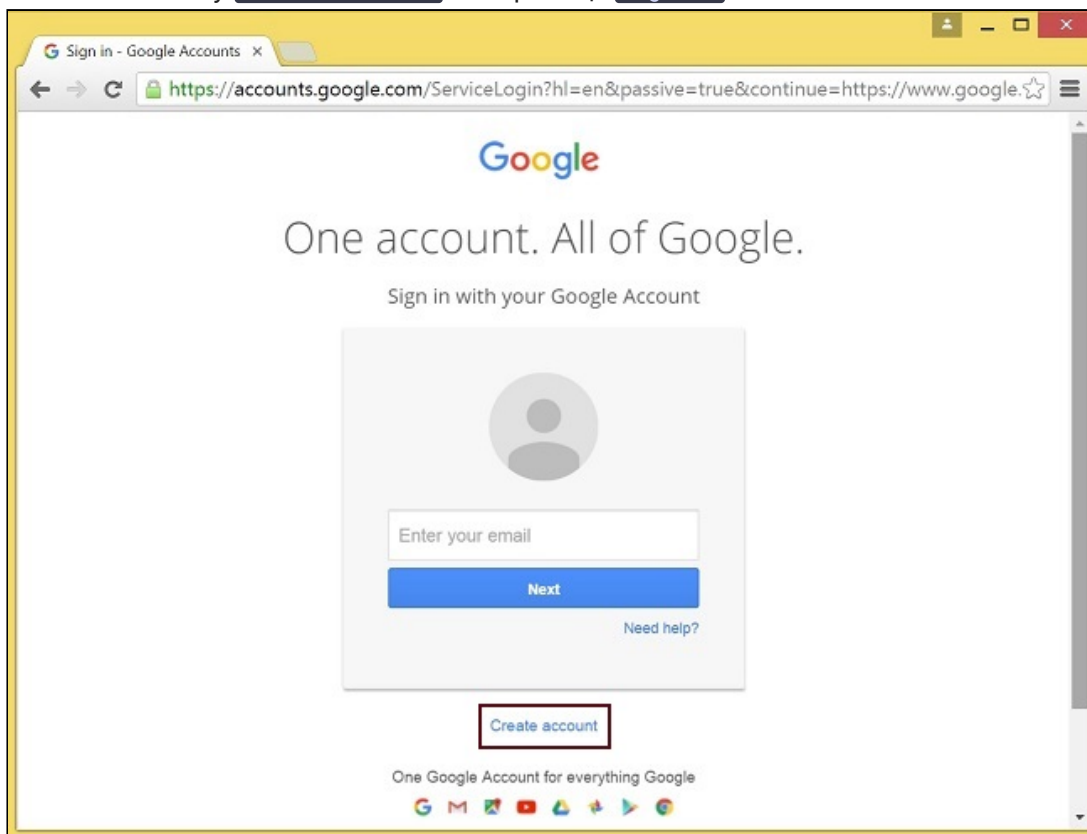 Sign in - Google Accounts
https://accounts.google.com/ServiceLogin?hl=en&passive=true&continue=https://www.google.
Google
One account. All of Google.
Sign in with your Google Account
Enter your email
Next
Need help?
Create account
One Google Account for everything Google